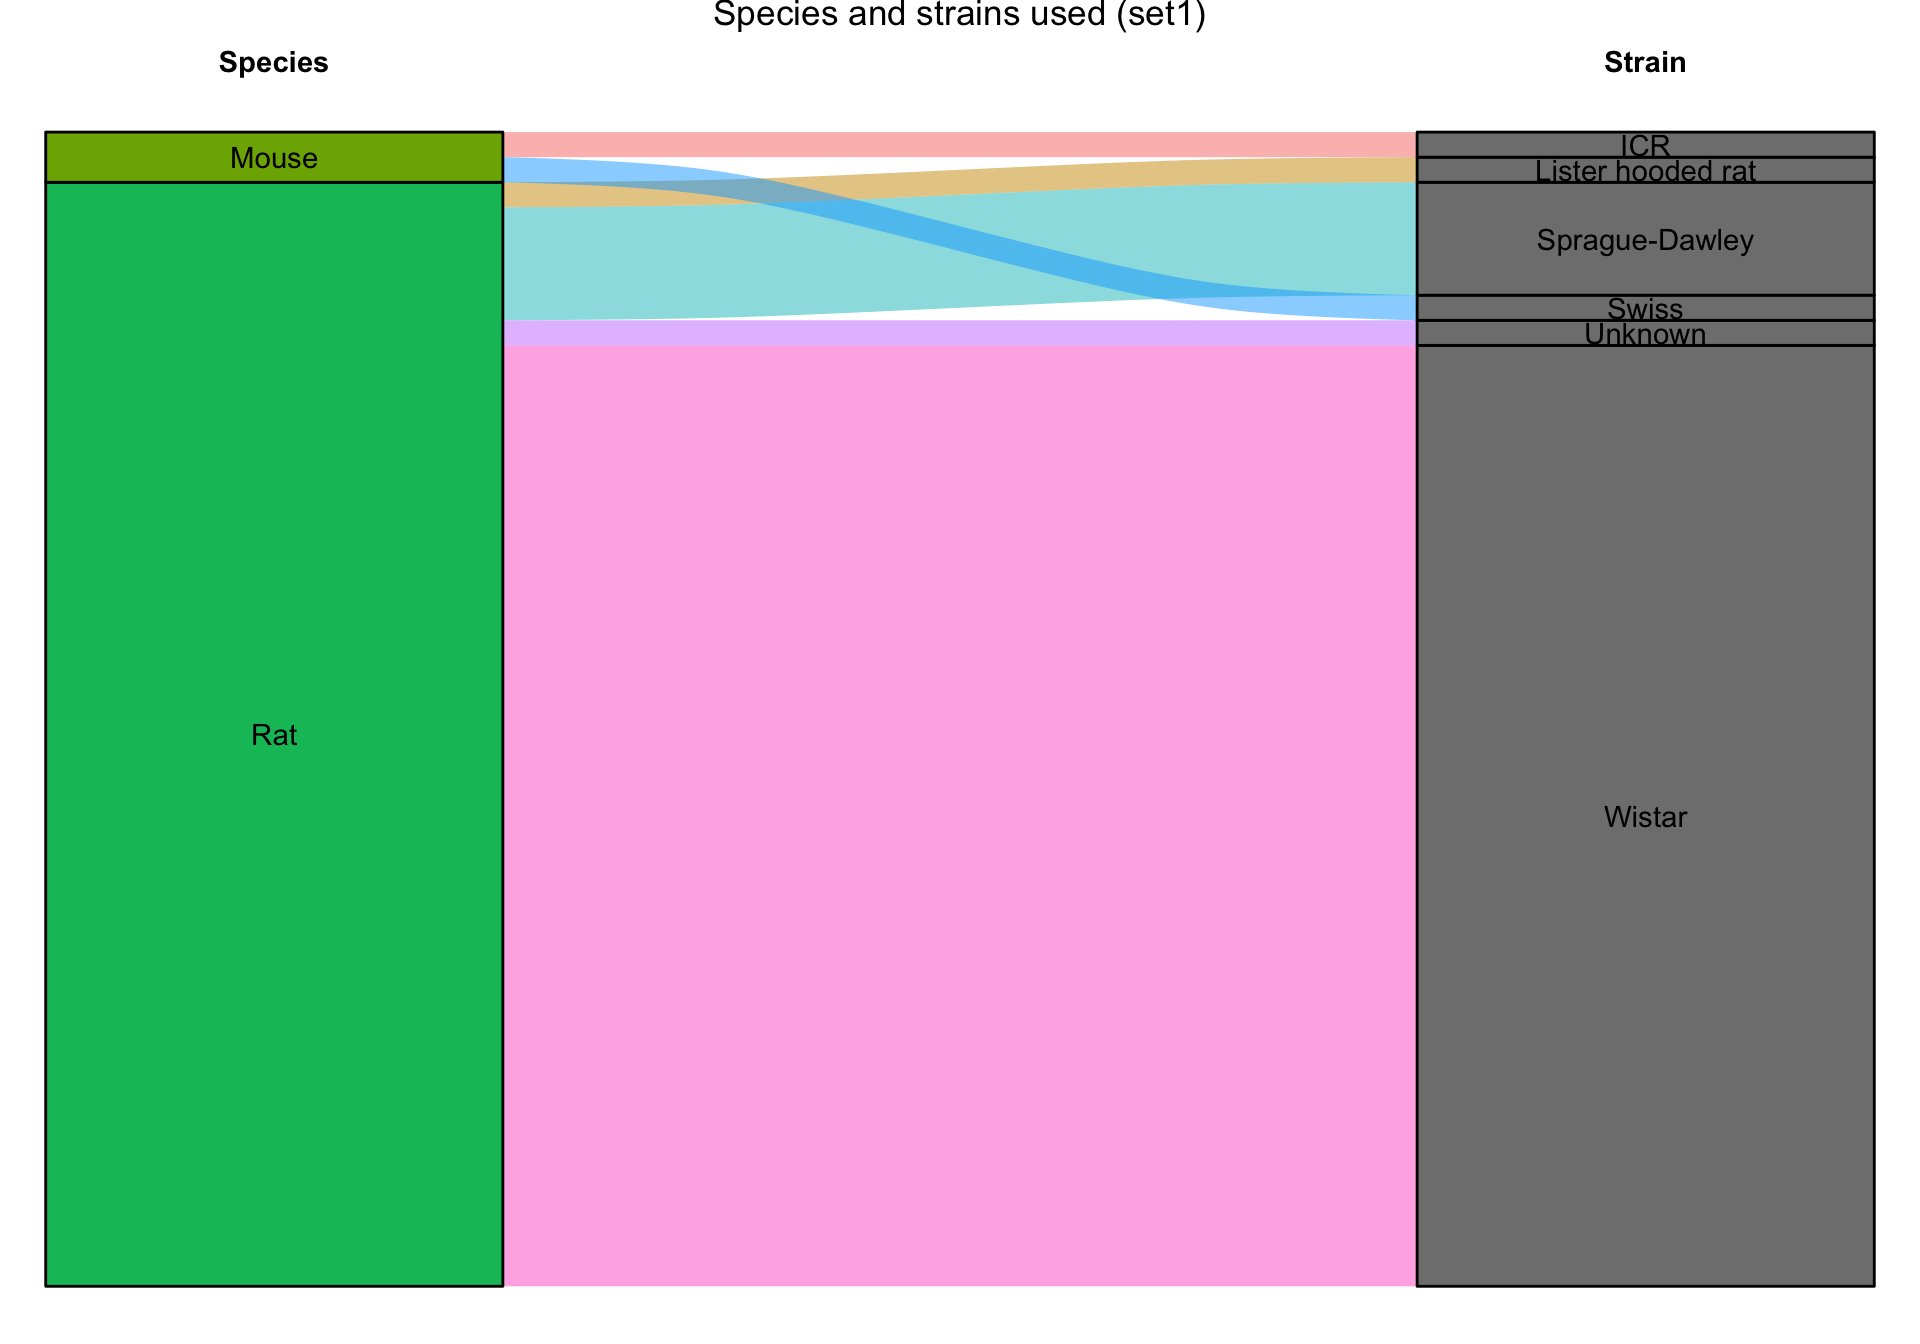 Species and strains used (set1)
Species
Strain
Mouse
Rat
ICR
Lister hooded rat
Sprague-Dawley
Swiss
Unknown
Wistar